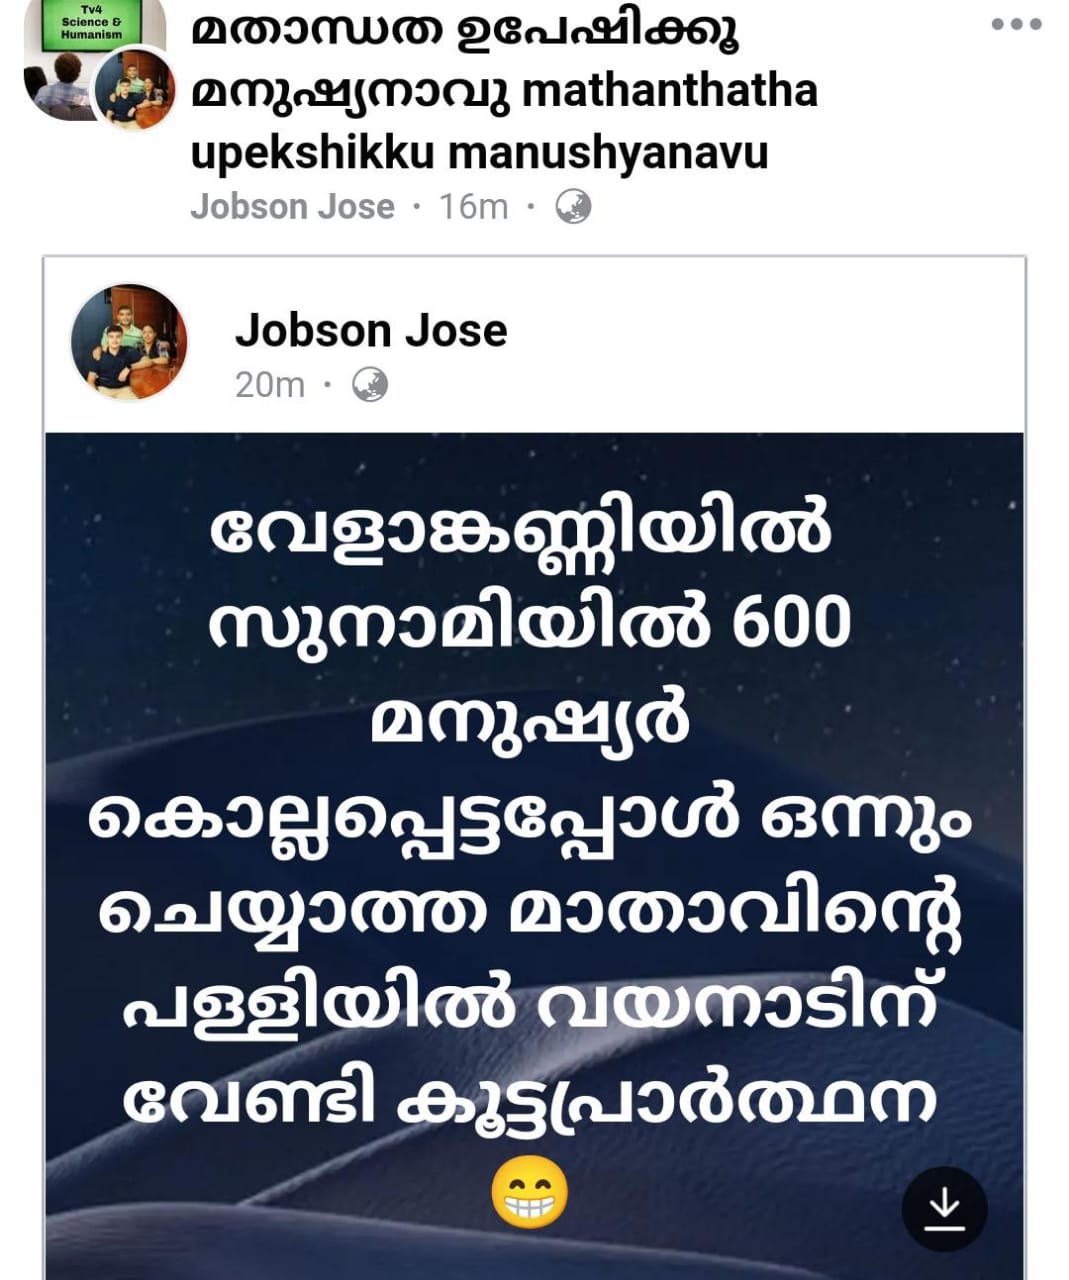 Tv4
Science &
Humanism
മതാന്ധത ഉപേഷിക്കൂ
മനുഷ്യനാവു mathanthatha
upekshikku manushyanavu
Jobson Jose · 16m ·
Jobson Jose
20m ·
വേളാങ്കണ്ണിയിൽ
സുനാമിയിൽ 600
മനുഷ്യർ
കൊല്ലപ്പെട്ടപ്പോൾ ഒന്നും
ചെയ്യാത്ത മാതാവിന്റെ
പള്ളിയിൽ വയനാടിന്
വേണ്ടി കൂട്ടപ്രാർത്ഥന
😁